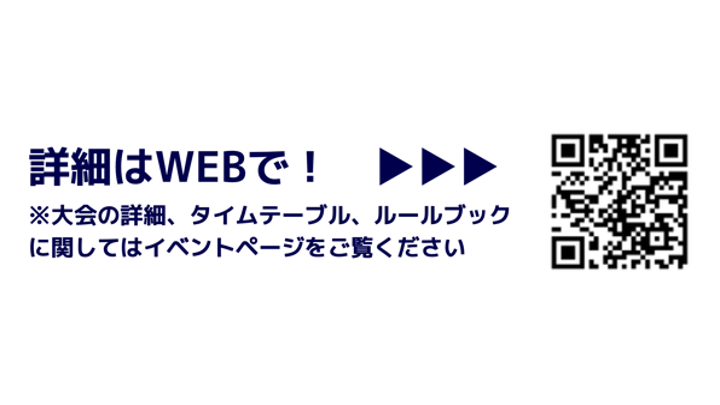 詳細はWEBで！　▶▶▶
※大会の詳細、タイムテーブル、ルールブック
に関してはイベントページをご覧ください